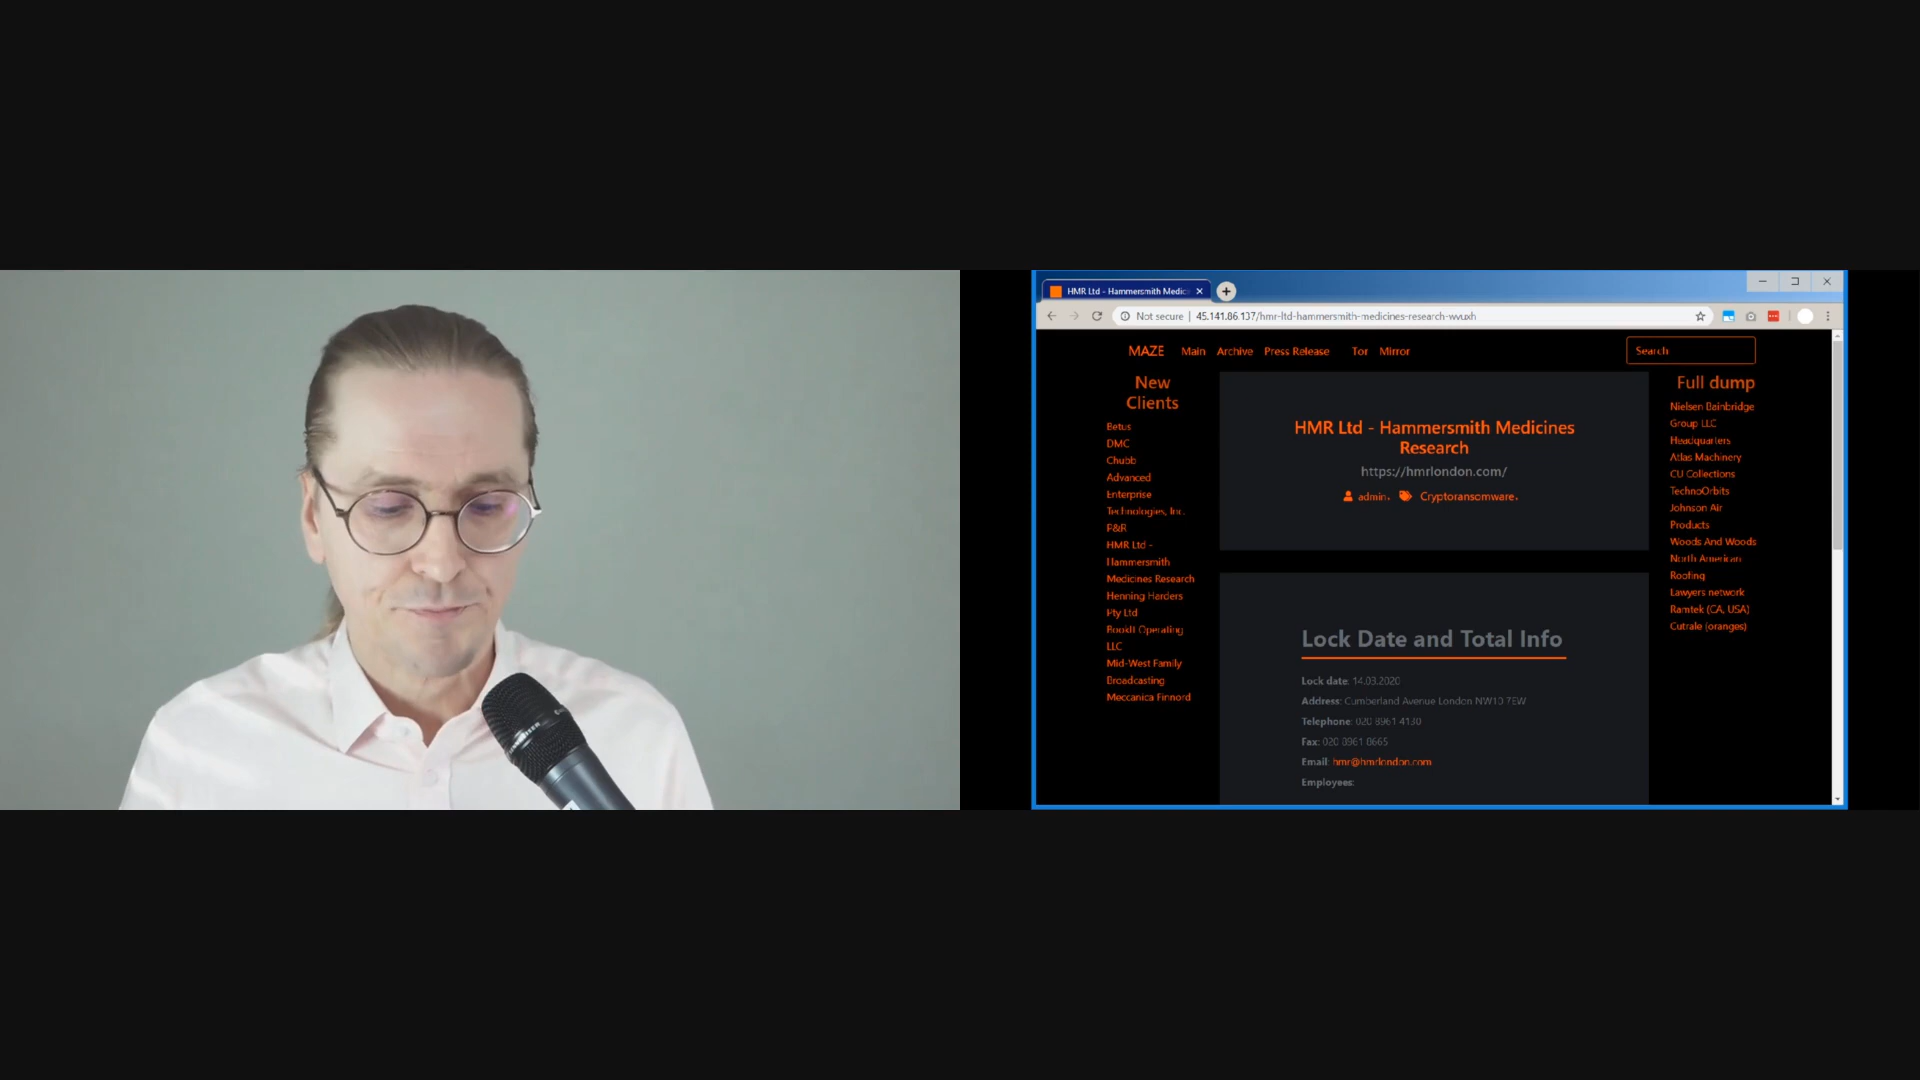 HMR Ltd - Hammersmith Medic
Not secure | 45.141.86.137/hmr-ltd-hammersmith-medicines-research-wvuxh
MAZE Main Archive Press Release Tor Mirror Search
New
Clients
Betus
DMC
Chubb
Advanced
Enterprise
Technologies, Inc.
P&R
HMR Ltd -
Hammersmith
Medicines Research
Henning Harders
Pty Ltd
BookIt Operating
LLC
Mid-West Family
Broadcasting
Meccanica Finnord
HMR Ltd - Hammersmith Medicines
Research
https://hmrlondon.com/
admin. Cryptoransomware.
Lock Date and Total Info
Lock date: 14.03.2020
Address: Cumberland Avenue London NW10 7EW
Telephone: 020 8961 4130
Fax: 020 8961 8665
Email: hmr@hmrlondon.com
Employees:
Full dump
Nielsen Bainbridge
Group LLC
Headquarters
Atlas Machinery
CU Collections
TechnoOrbits
Johnson Air
Products
Woods And Woods
North American
Roofing
Lawyers network
Ramtek (CA, USA)
Cutrale (oranges)